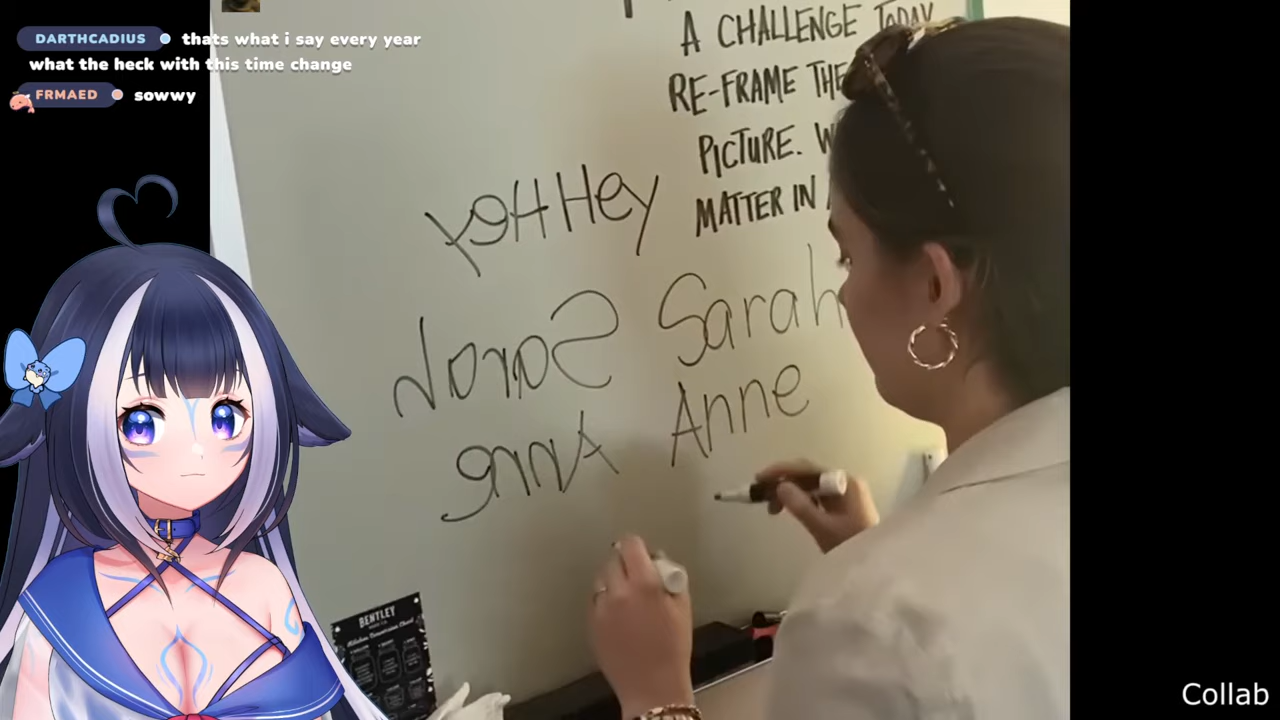 DARTHCADIUS thats what i say every year
what the heck with this time change
FRMAED sowwy
A CHALLENGE TODAY
RE-FRAME THE
PICTURE.
MATTER IN
Hey Hey
Sarah Sarah
Anne Anne
BENTLEY
Collab